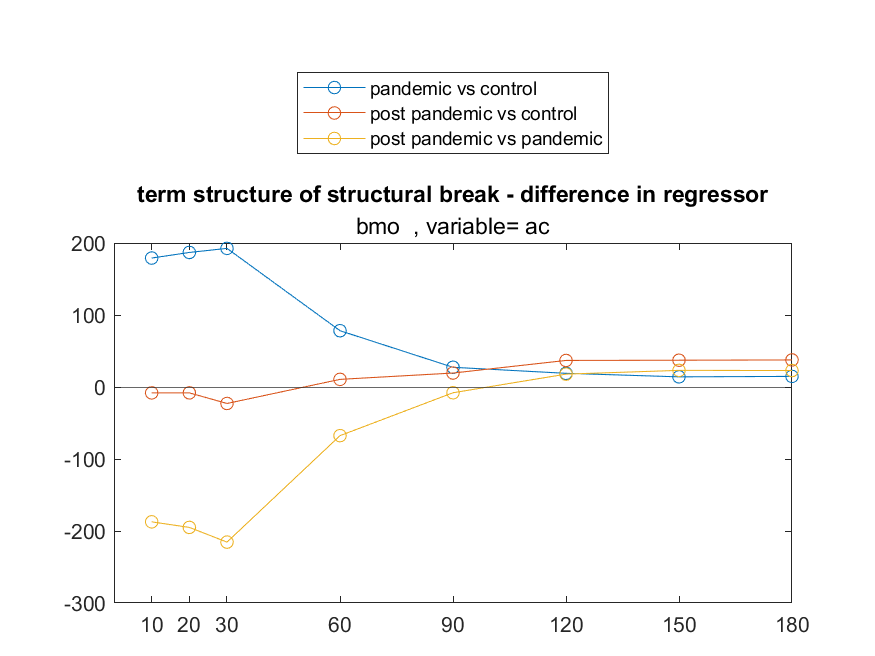 pandemic vs control
post pandemic vs control
post pandemic vs pandemic
term structure of structural break - difference in regressor
bmo , variable= ac
200
100
0
-100
-200
-300
10 20 30 60 90 120 150 180